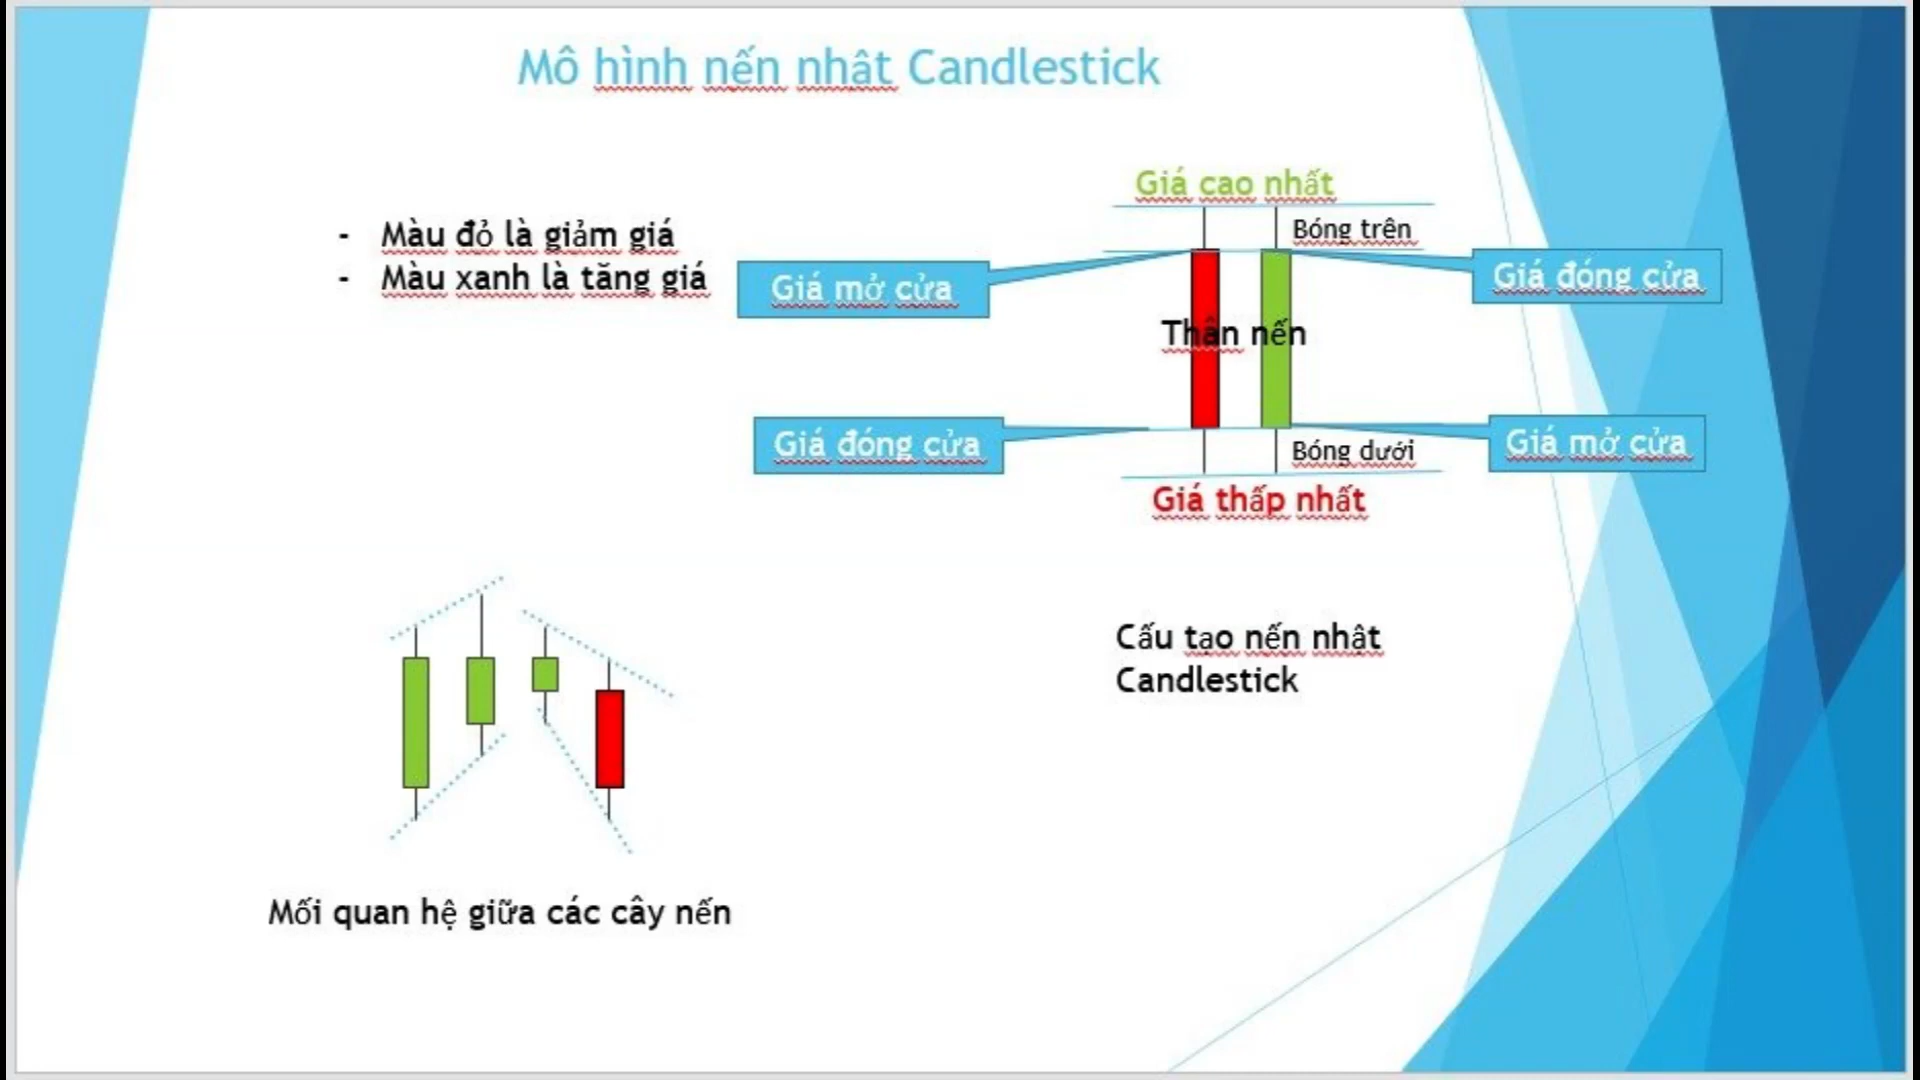 Mô hình nến nhật Candlestick
- Màu đỏ là giảm giá
- Màu xanh là tăng giá
Giá cao nhất
Bóng trên
Giá mở cửa
Giá đóng cửa
Thân nến
Giá đóng cửa
Giá mở cửa
Bóng dưới
Giá thấp nhất
Cấu tạo nến nhật
Candlestick
Mối quan hệ giữa các cây nến